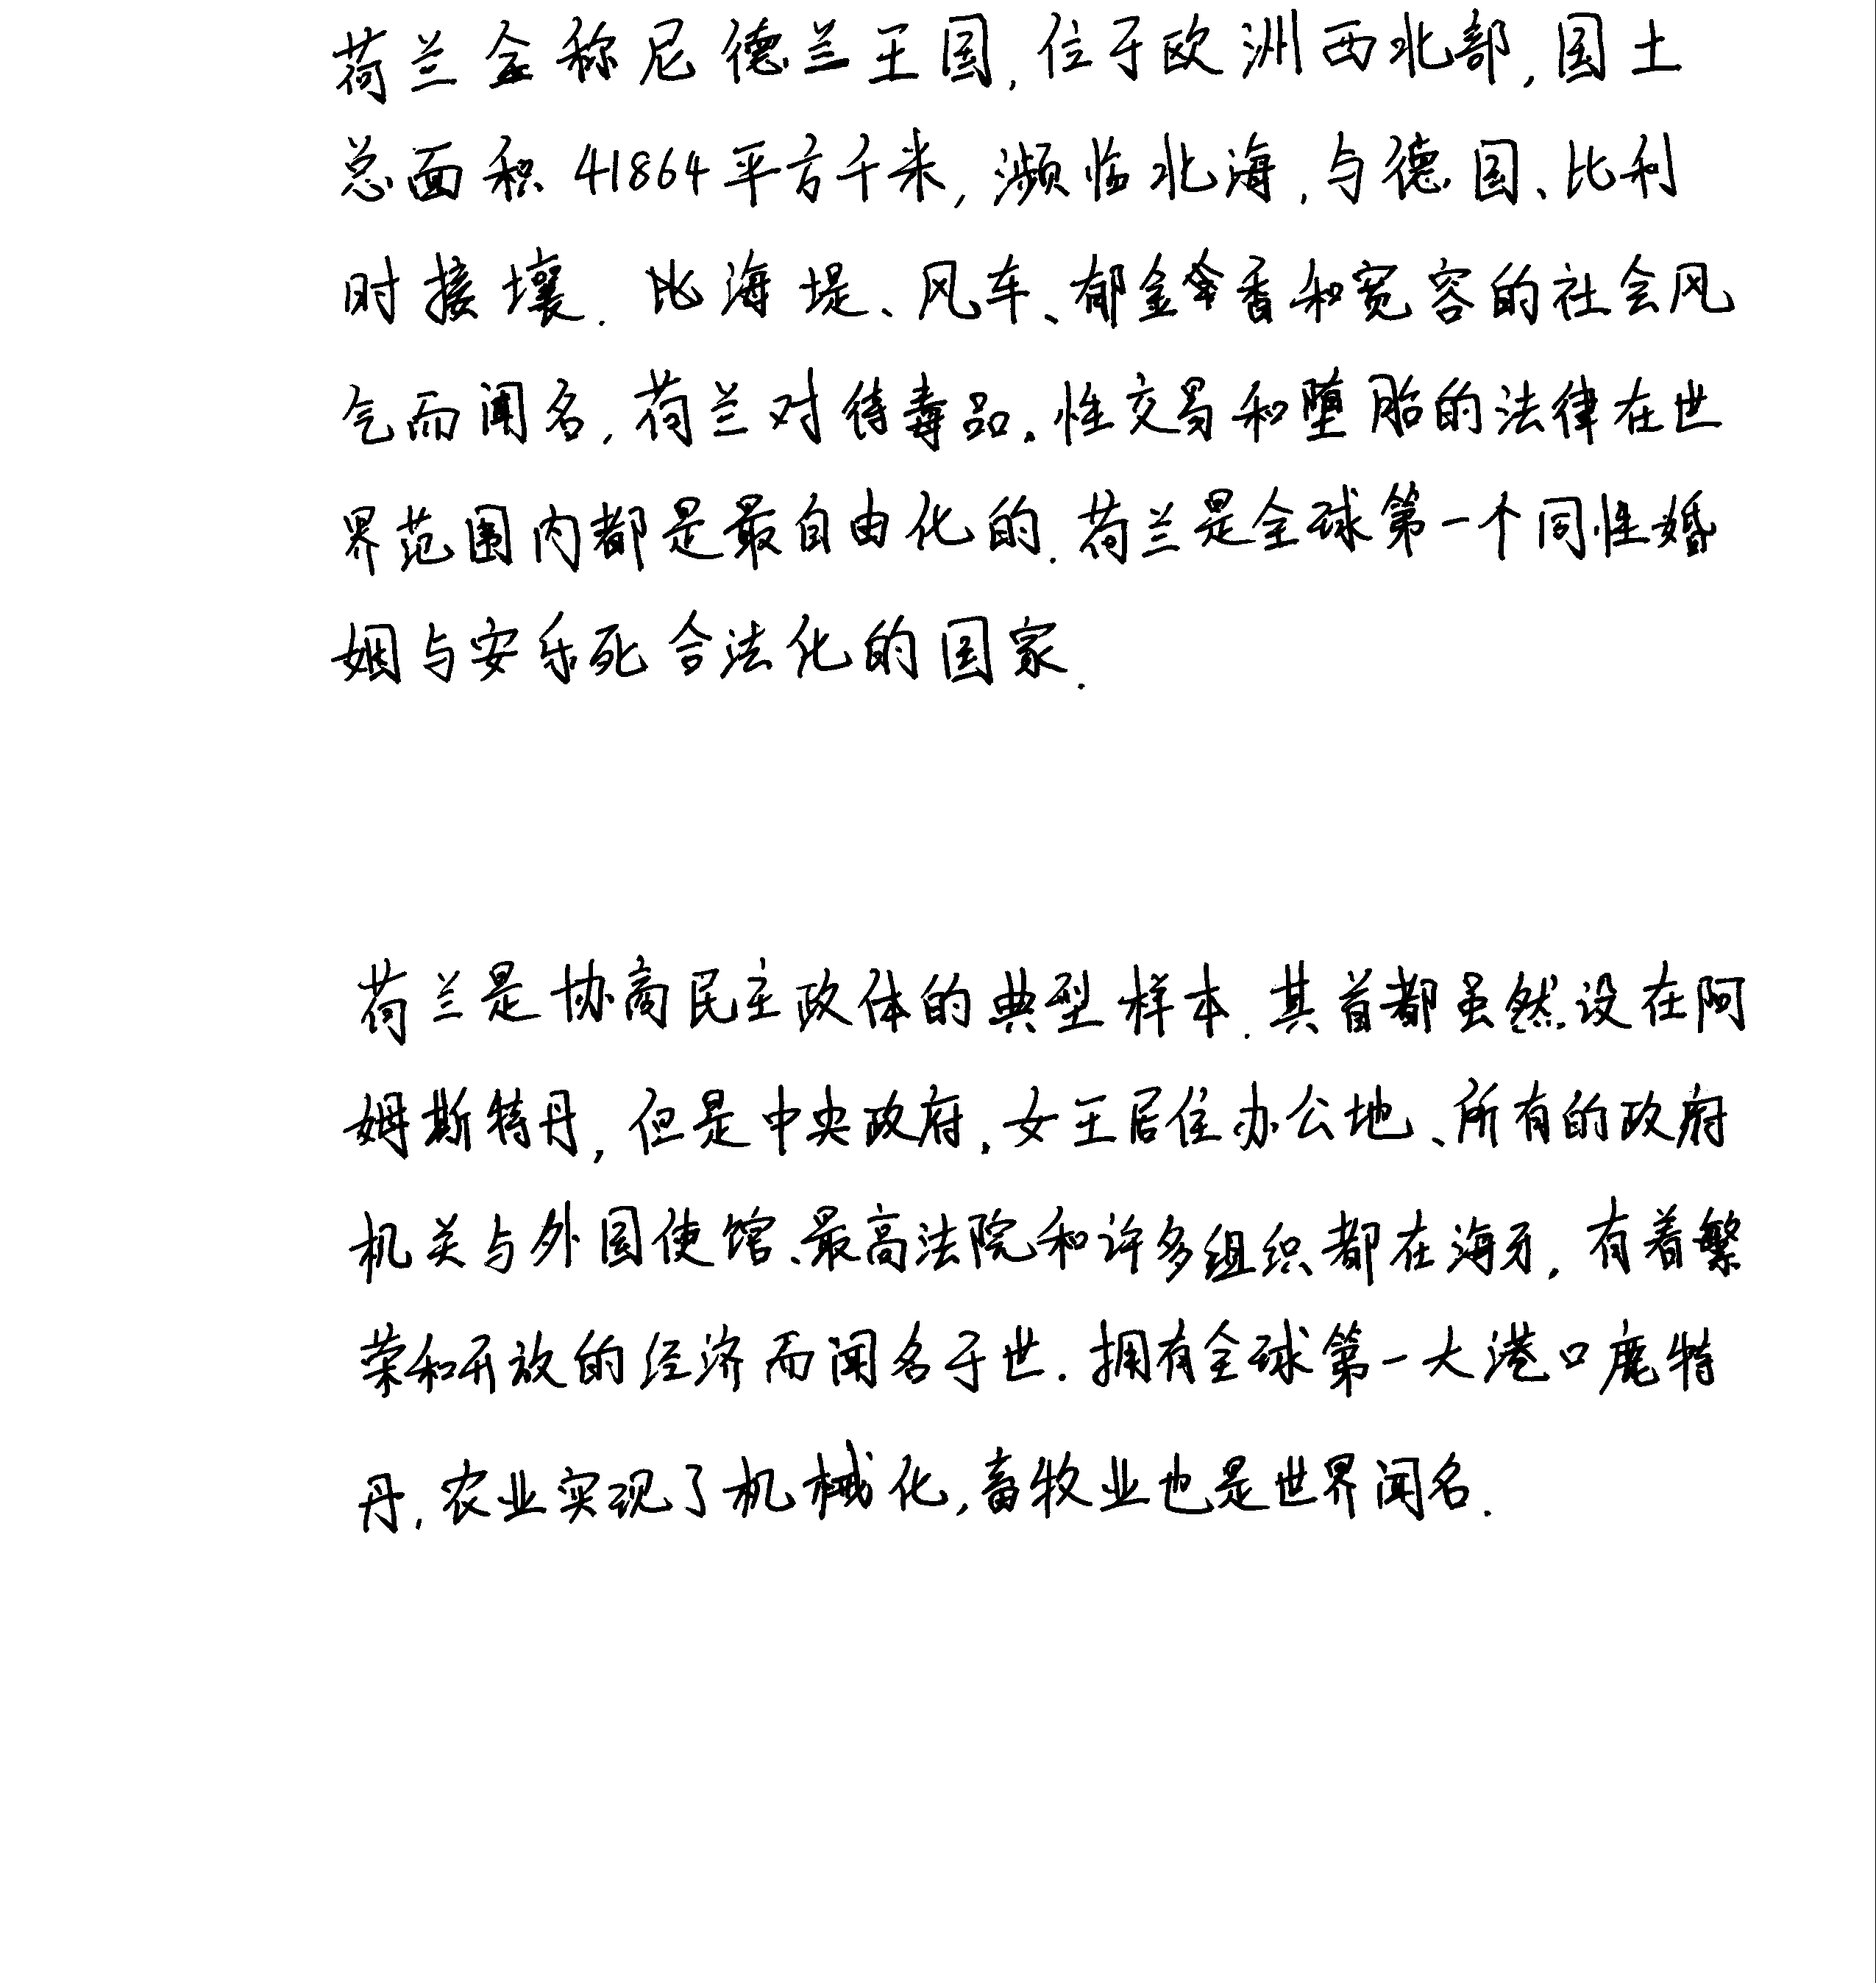 荷兰全称尼德兰王国,位于欧洲西北部,国土
总面积41864平方千米,濒临北海,与德国、比利
时接壤.比海堤、风车、郁金香和宽容的社会风
气而闻名,荷兰对待毒品.性交易和堕胎的法律在世
界范围内都是最自由化的.荷兰是全球第一个同性婚
姻与安乐死合法化的国家.
荷兰是协商民主政体的典型样本.其首都虽然设在阿
姆斯特丹,但是中央政府.女王居住办公地、所有的政府
机关与外国使馆、最高法院和许多组织都在海牙,有着繁
荣和开放的经济而闻名于世.拥有全球第一大港口鹿特
丹,农业实现了机械化,畜牧业也是世界闻名.